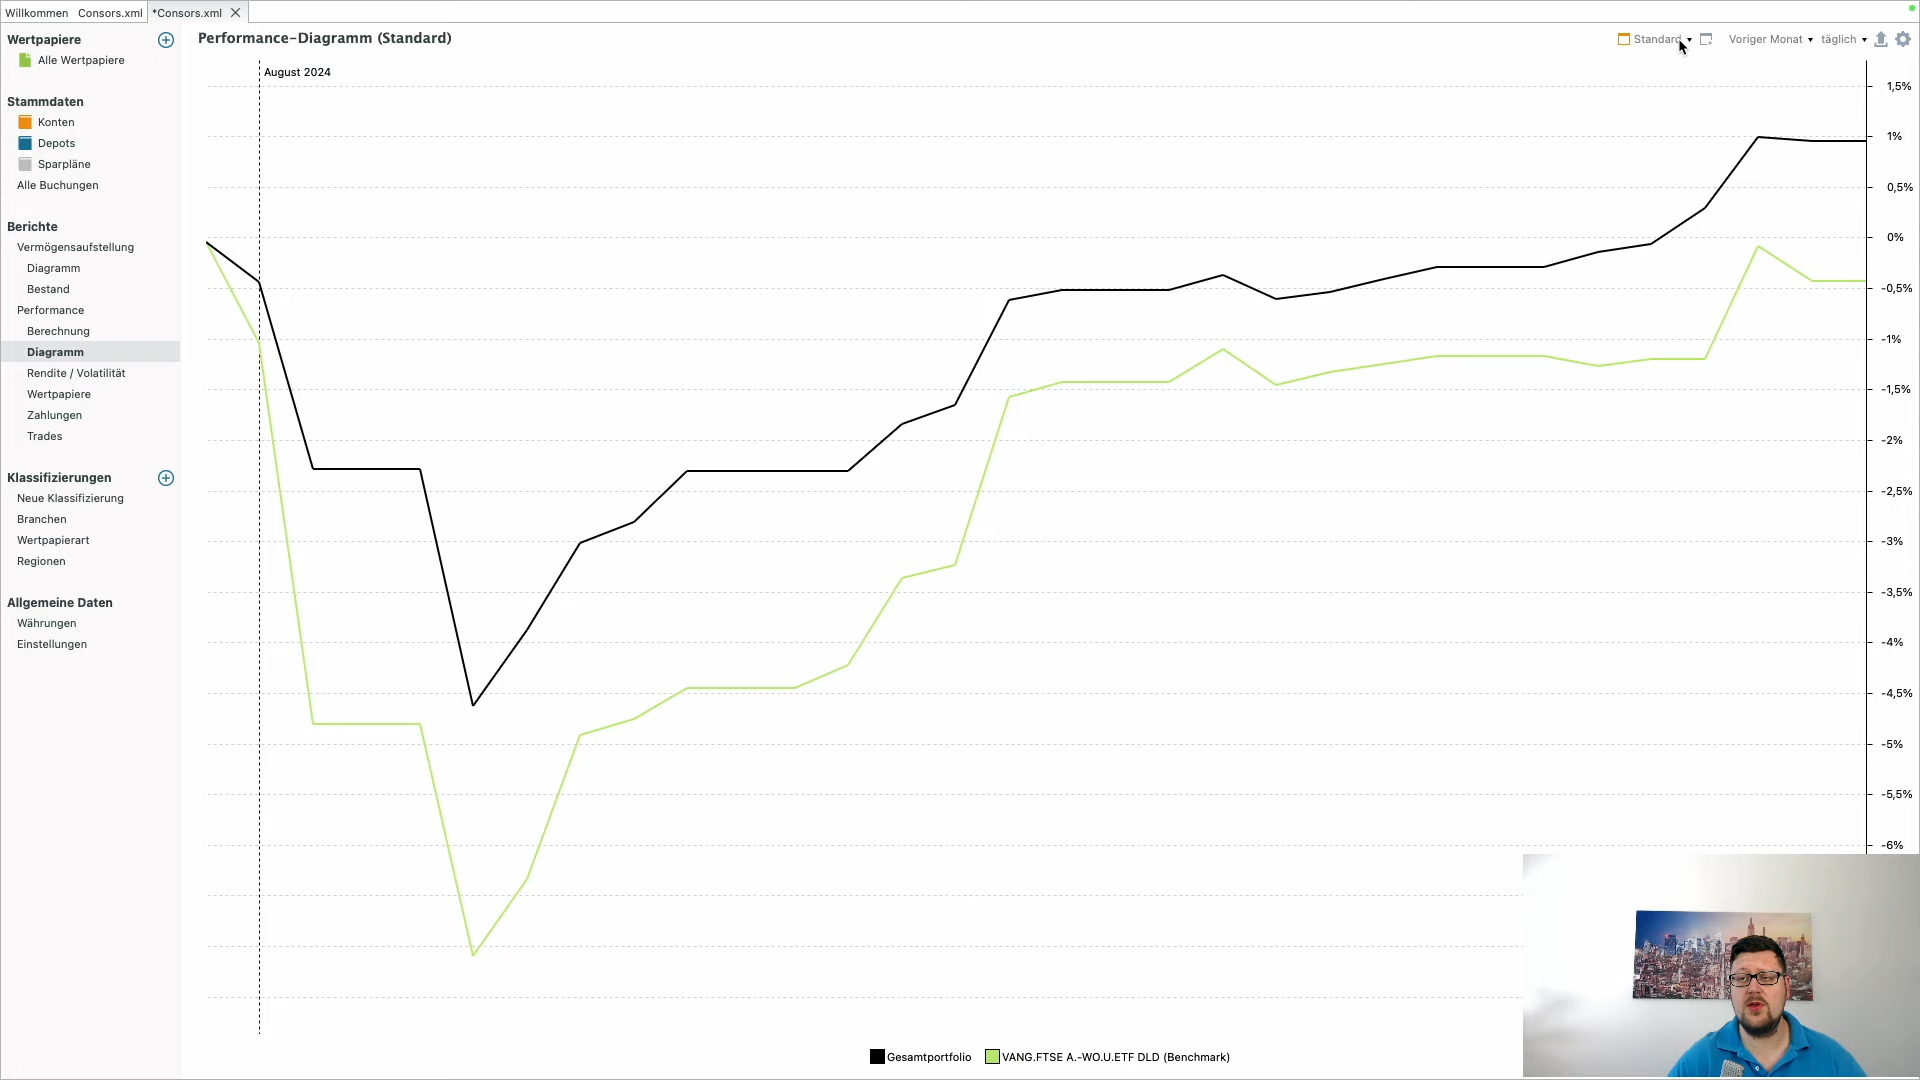 Willkommen Consors.xml *Consors.xml
Wertpapiere
Alle Wertpapiere
Stammdaten
Konten
Depots
Sparpläne
Alle Buchungen
Berichte
Vermögensaufstellung
Diagramm
Bestand
Performance
Berechnung
Diagramm
Rendite / Volatilität
Wertpapiere
Zahlungen
Trades
Klassifizierungen
Neue Klassifizierung
Branchen
Wertpapierart
Regionen
Allgemeine Daten
Währungen
Einstellungen
Performance-Diagramm (Standard)
Standard Voriger Monat täglich
August 2024
1,5%
1%
0,5%
0%
-0,5%
-1%
-1,5%
-2%
-2,5%
-3%
-3,5%
-4%
-4,5%
-5%
-5,5%
-6%
Gesamtportfolio VANG.FTSE A.-WO.U.ETF DLD (Benchmark)